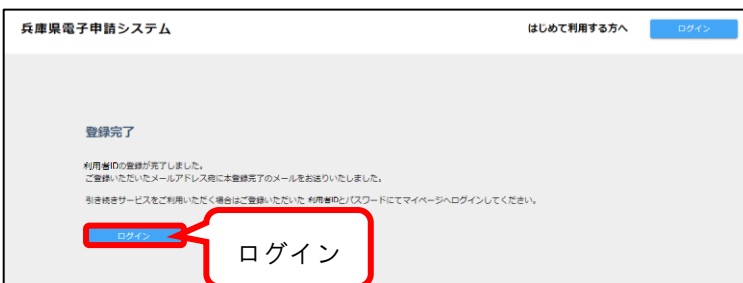 兵庫県電子申請システム
はじめて利用する方へ
ログイン
登録完了
利用者IDの登録が完了しました。
ご登録いただいたメールアドレス宛に本登録完了のメールをお送りいたしました。
引き続きサービスをご利用いただく場合はご登録いただいた 利用者IDとパスワードにてマイページへログインしてください。
ログイン
ログイン